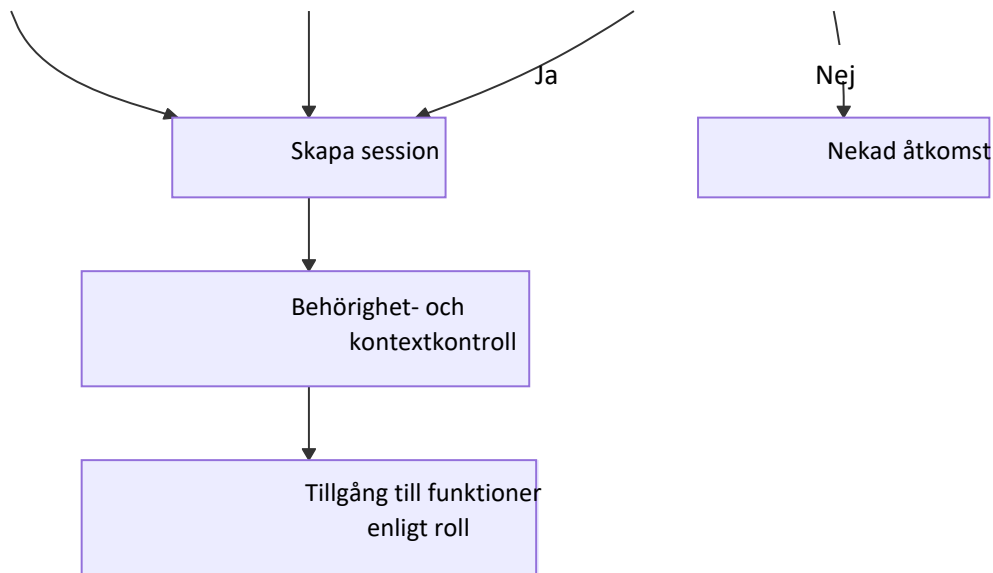 Ja
Nej
Skapa session
Nekad åtkomst
Behörighet- och
kontextkontroll
Tillgång till funktioner
enligt roll